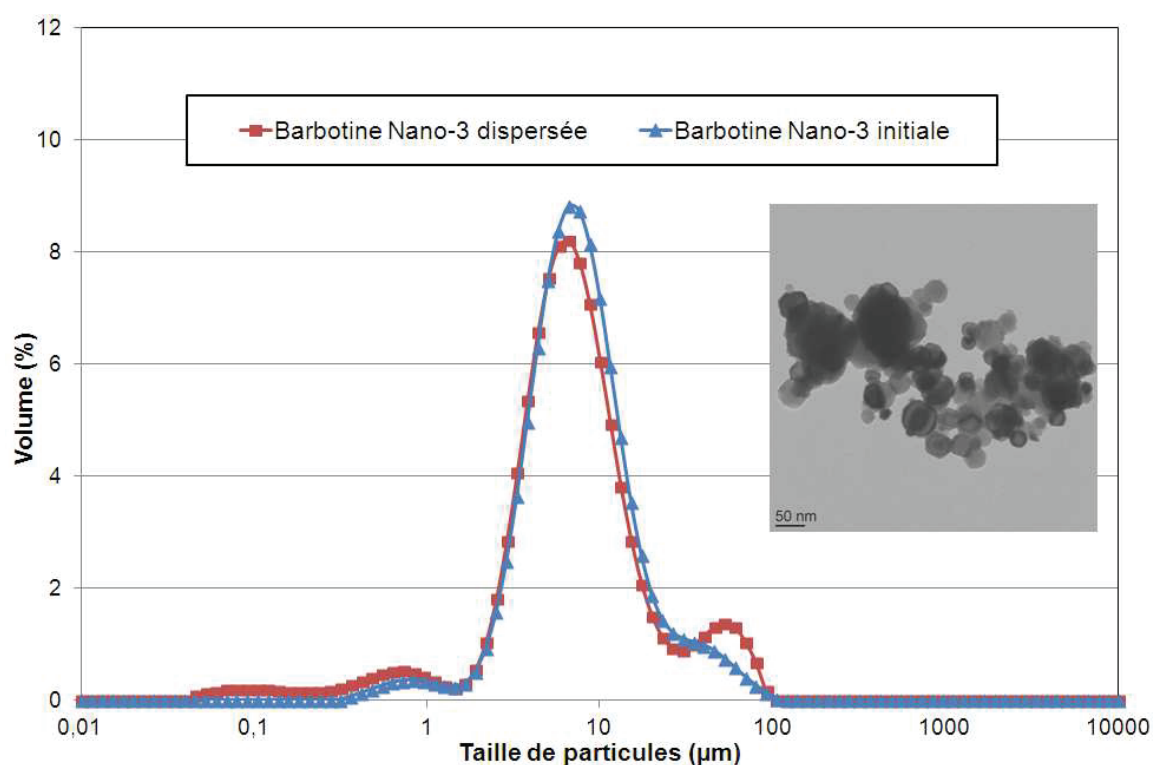 12
10
8
6
4
2
0
Volume (%)
Barbotine Nano-3 dispersée
Barbotine Nano-3 initiale
50 nm
0,01
0,1
1
10
100
1000
10000
Taille de particules (µm)